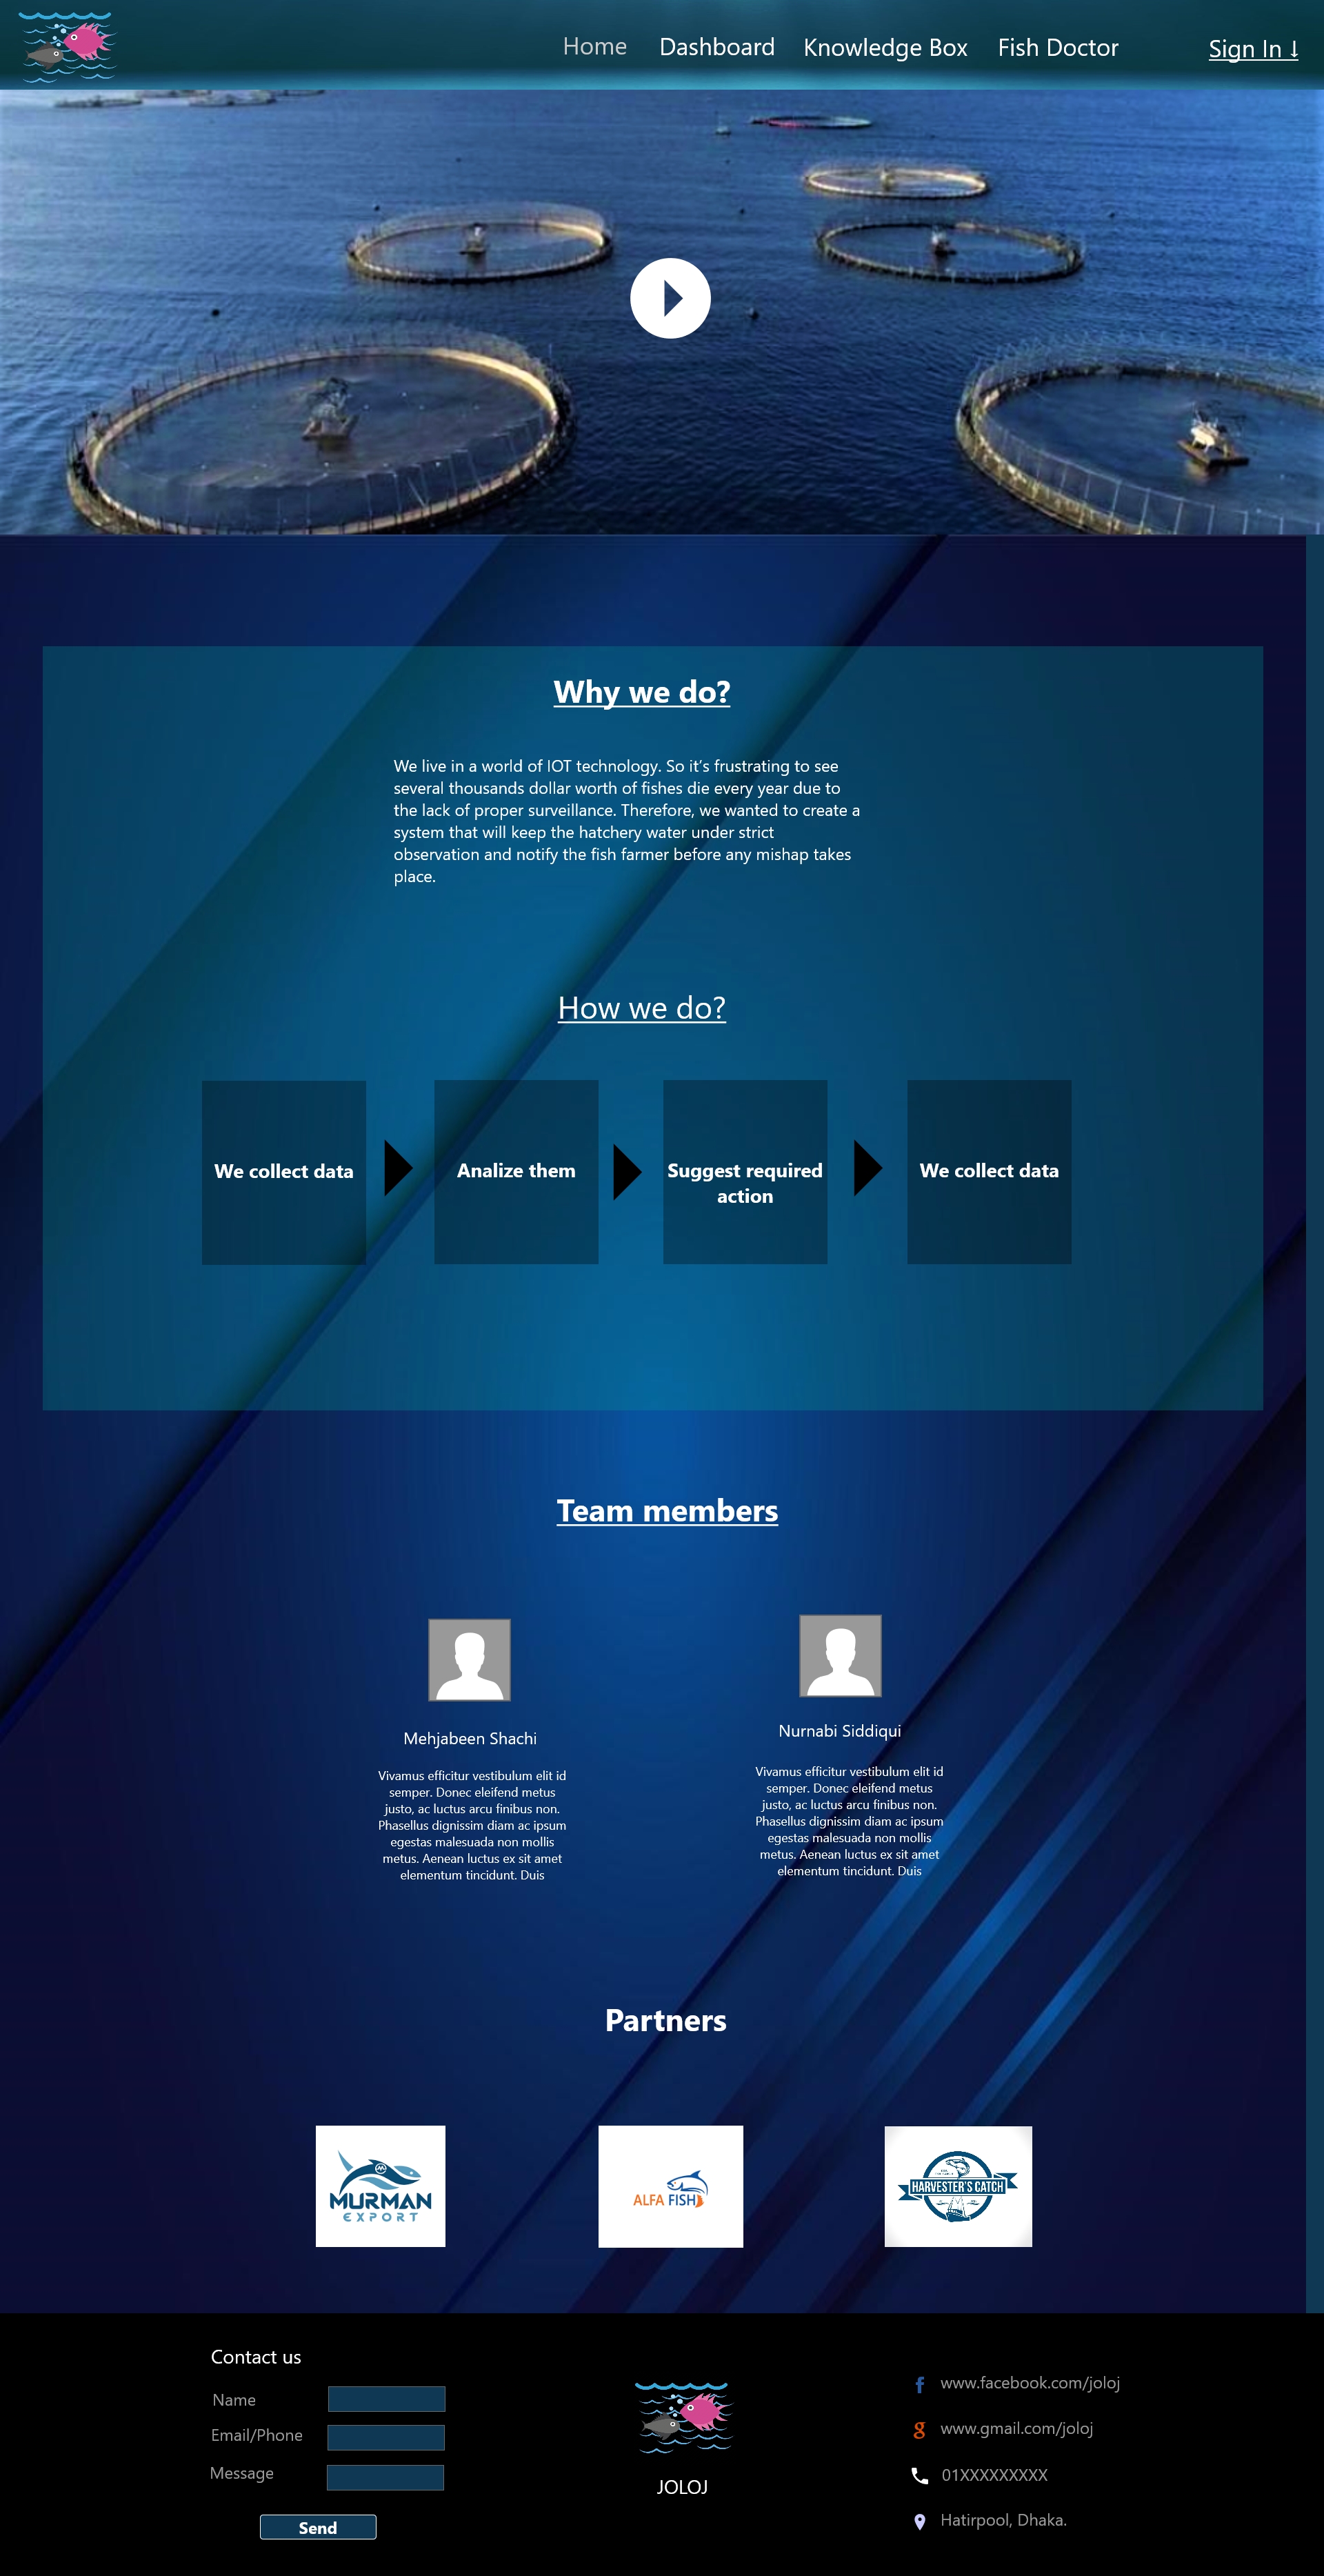 Home Dashboard Knowledge Box Fish Doctor Sign In ↓
Why we do?
We live in a world of IOT technology. So it's frustrating to see
several thousands dollar worth of fishes die every year due to
the lack of proper surveillance. Therefore, we wanted to create a
system that will keep the hatchery water under strict
observation and notify the fish farmer before any mishap takes
place.
How we do?
We collect data
Analize them
Suggest required
action
We collect data
Team members
Mehjabeen Shachi
Vivamus efficitur vestibulum elit id
semper. Donec eleifend metus
justo, ac luctus arcu finibus non.
Phasellus dignissim diam ac ipsum
egestas malesuada non mollis
metus. Aenean luctus ex sit amet
elementum tincidunt. Duis
Nurnabi Siddiqui
Vivamus efficitur vestibulum elit id
semper. Donec eleifend metus
justo, ac luctus arcu finibus non.
Phasellus dignissim diam ac ipsum
egestas malesuada non mollis
metus. Aenean luctus ex sit amet
elementum tincidunt. Duis
Partners
MURMAN
EXPORT
ALFA FISH
HARVESTER'S CATCH
Contact us
Name
Email/Phone
Message
Send
JOLOJ
www.facebook.com/joloj
www.gmail.com/joloj
01XXXXXXXXX
Hatirpool, Dhaka.